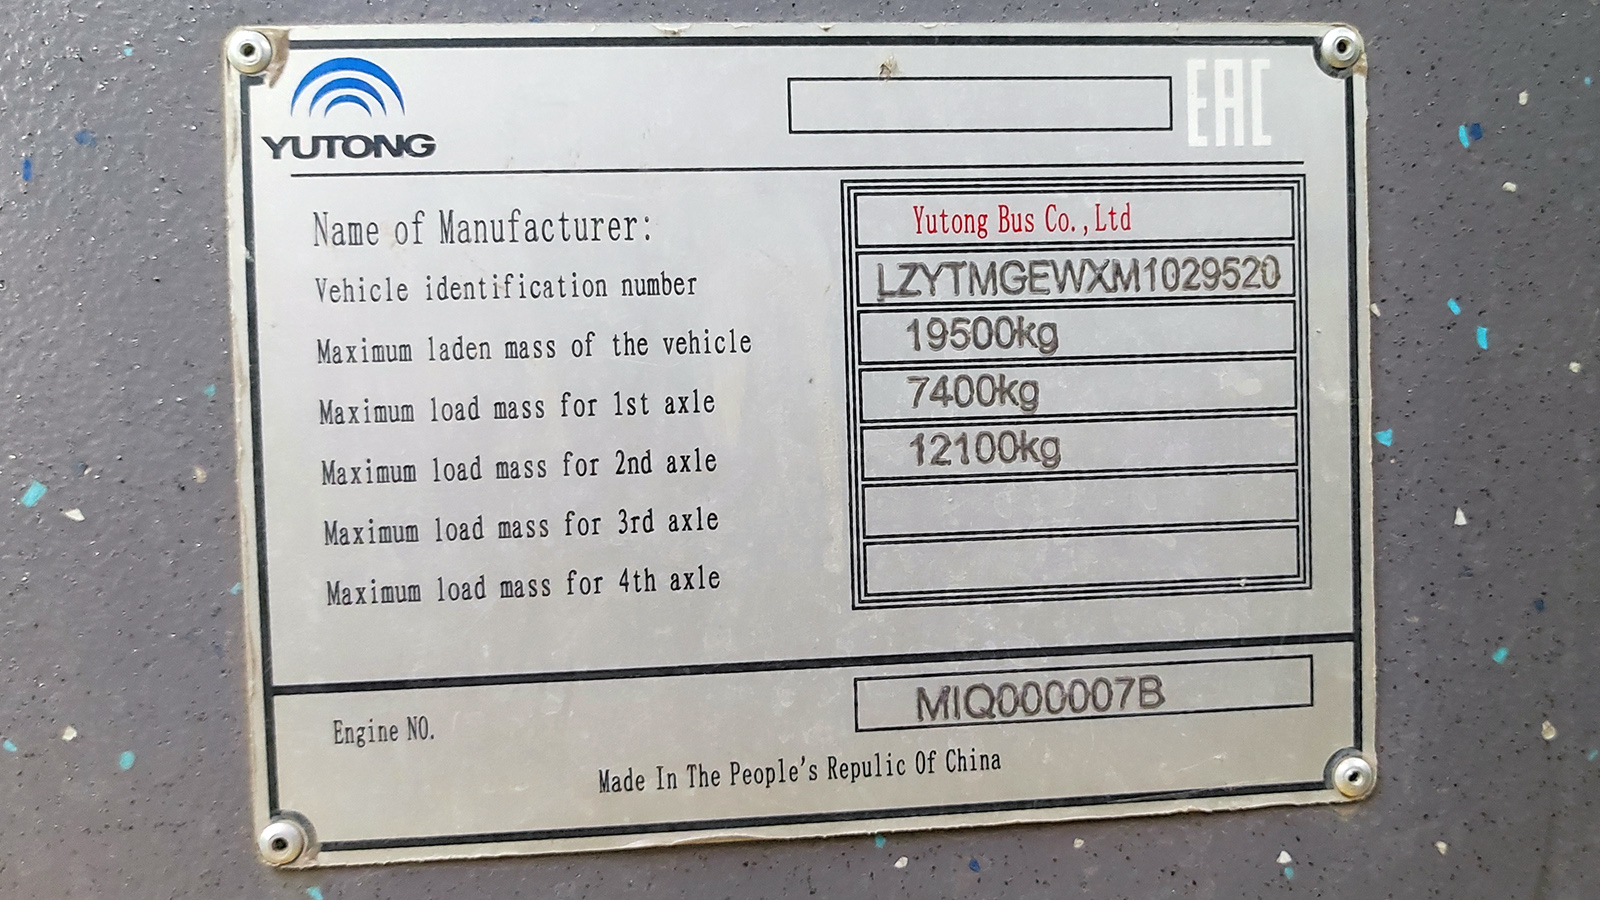 YUTONG
EAC
Name of Manufacturer: Yutong Bus Co.,Ltd
Vehicle identification number LZYTMGEWXM1029520
Maximum laden mass of the vehicle 19500kg
Maximum load mass for 1st axle 7400kg
Maximum load mass for 2nd axle 12100kg
Maximum load mass for 3rd axle
Maximum load mass for 4th axle
Engine NO. MIQ000007B
Made In The People's Repulic Of China